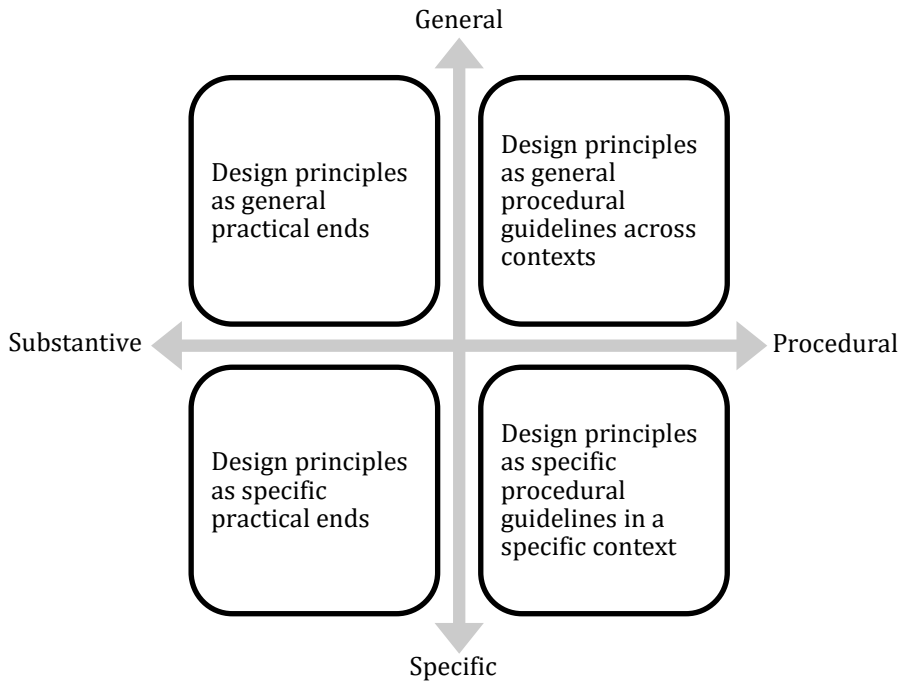 General
Design principles
as general
practical ends
Design principles
as general
procedural
guidelines across
contexts
Substantive
Procedural
Design principles
as specific
practical ends
Design principles
as specific
procedural
guidelines in a
specific context
Specific